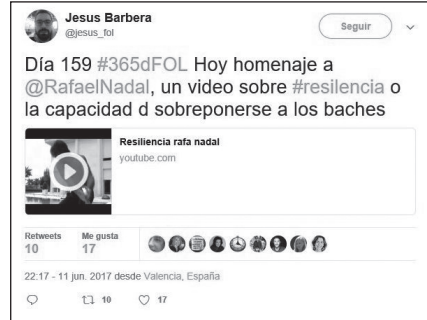 Jesus Barbera
@jesus_fol
Seguir
Día 159 #365dFOL Hoy homenaje a
@RafaelNadal, un video sobre #resilencia o
la capacidad d sobreponerse a los baches
Resiliencia rafa nadal
youtube.com
Retweets
10
Me gusta
17
22:17 - 11 jun. 2017 desde Valencia, España
10
17